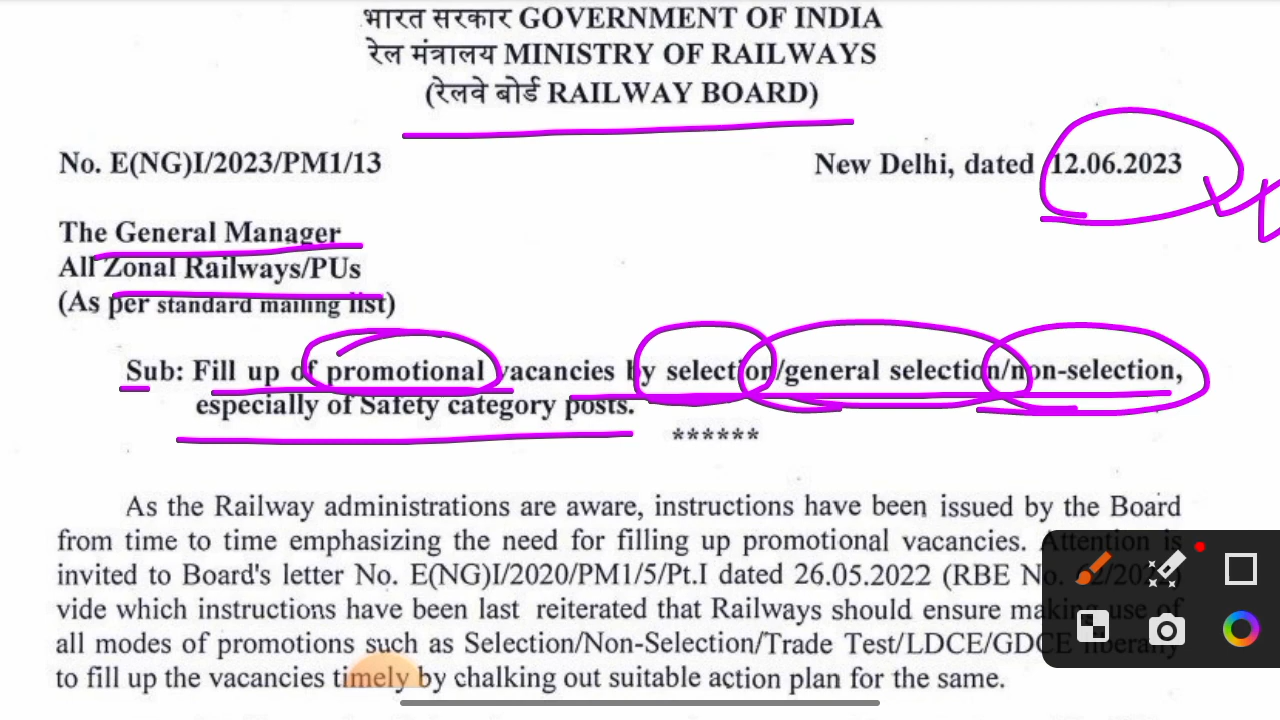 भारत सरकार GOVERNMENT OF INDIA
रेल मंत्रालय MINISTRY OF RAILWAYS
(रेलवे बोर्ड RAILWAY BOARD)
No. E(NG)I/2023/PM1/13 New Delhi, dated 12.06.2023
The General Manager
All Zonal Railways/PUs
(As per standard mailing list)
Sub: Fill up of promotional vacancies by selection/general selection/non-selection,
especially of Safety category posts.
******
As the Railway administrations are aware, instructions have been issued by the Board
from time to time emphasizing the need for filling up promotional vacancies. Attention is
invited to Board's letter No. E(NG)I/2020/PM1/5/Pt.I dated 26.05.2022 (RBE No.
vide which instructions have been last reiterated that Railways should ensure making use of
all modes of promotions such as Selection/Non-Selection/Trade Test/LDCE/GDCE liberally
to fill up the vacancies timely by chalking out suitable action plan for the same.